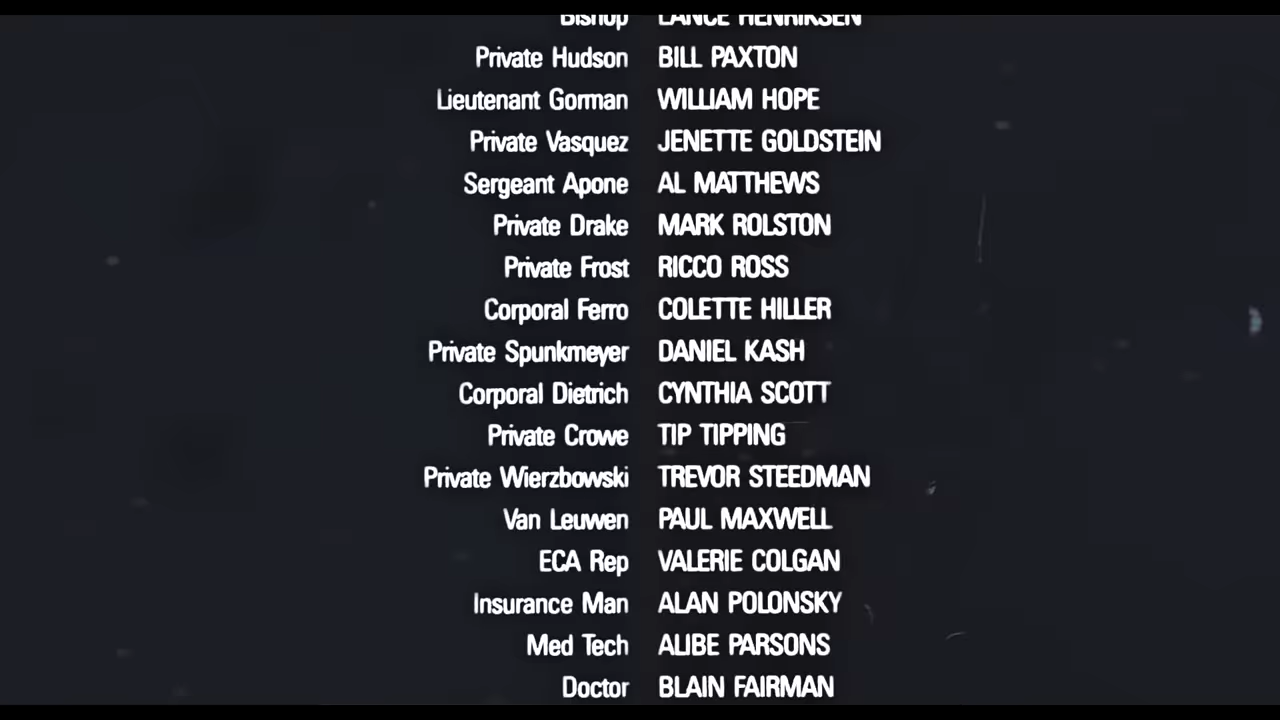 Bishop LANCE HENRIKSEN
Private Hudson BILL PAXTON
Lieutenant Gorman WILLIAM HOPE
Private Vasquez JENETTE GOLDSTEIN
Sergeant Apone AL MATTHEWS
Private Drake MARK ROLSTON
Private Frost RICCO ROSS
Corporal Ferro COLETTE HILLER
Private Spunkmeyer DANIEL KASH
Corporal Dietrich CYNTHIA SCOTT
Private Crowe TIP TIPPING
Private Wierzbowski TREVOR STEEDMAN
Van Leuwen PAUL MAXWELL
ECA Rep VALERIE COLGAN
Insurance Man ALAN POLONSKY
Med Tech ALIBE PARSONS
Doctor BLAIN FAIRMAN